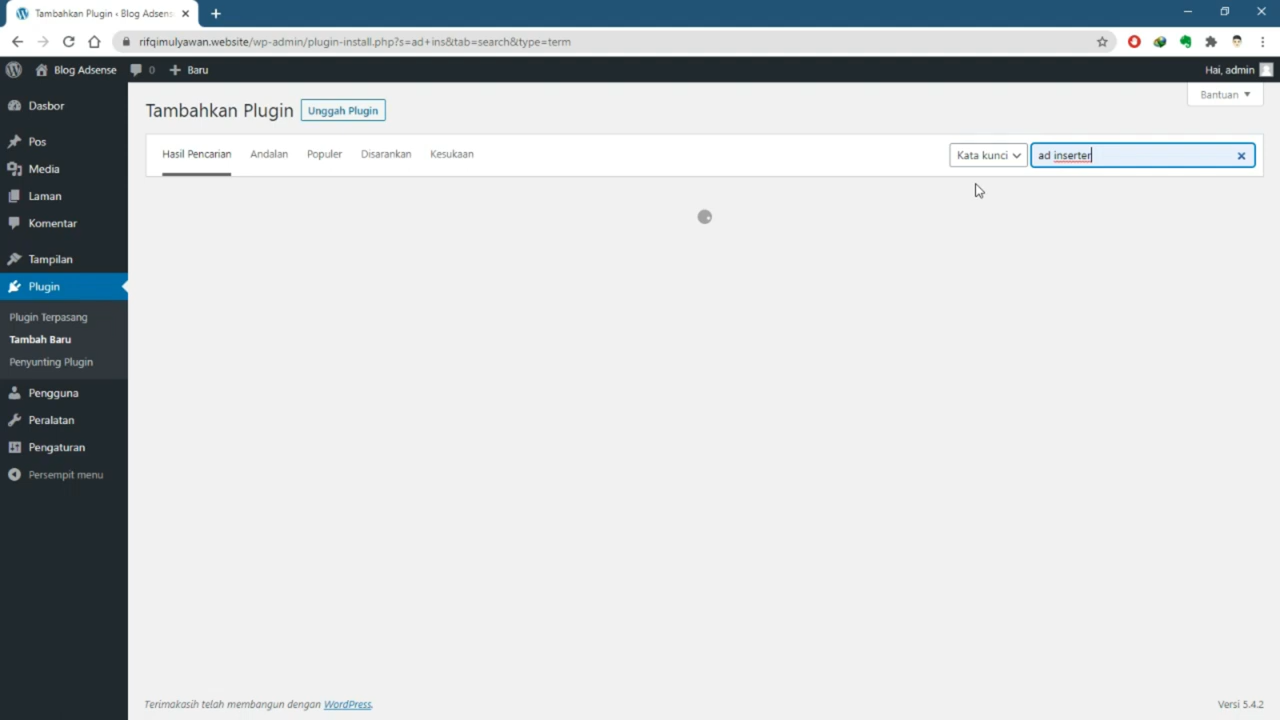 Tambahkan Plugin ‹ Blog Adsens
rifqimulyawan.website/wp-admin/plugin-install.php?s=ad+ins&tab=search&type=term
Blog Adsense 0 Baru Hai, admin
Bantuan
Dasbor
Pos
Media
Laman
Komentar
Tampilan
Plugin
Plugin Terpasang
Tambah Baru
Penyunting Plugin
Pengguna
Peralatan
Pengaturan
Persempit menu
Tambahkan Plugin Unggah Plugin
Hasil Pencarian Andalan Populer Disarankan Kesukaan Kata kunci ad inserter
Terimakasih telah membangun dengan WordPress. Versi 5.4.2